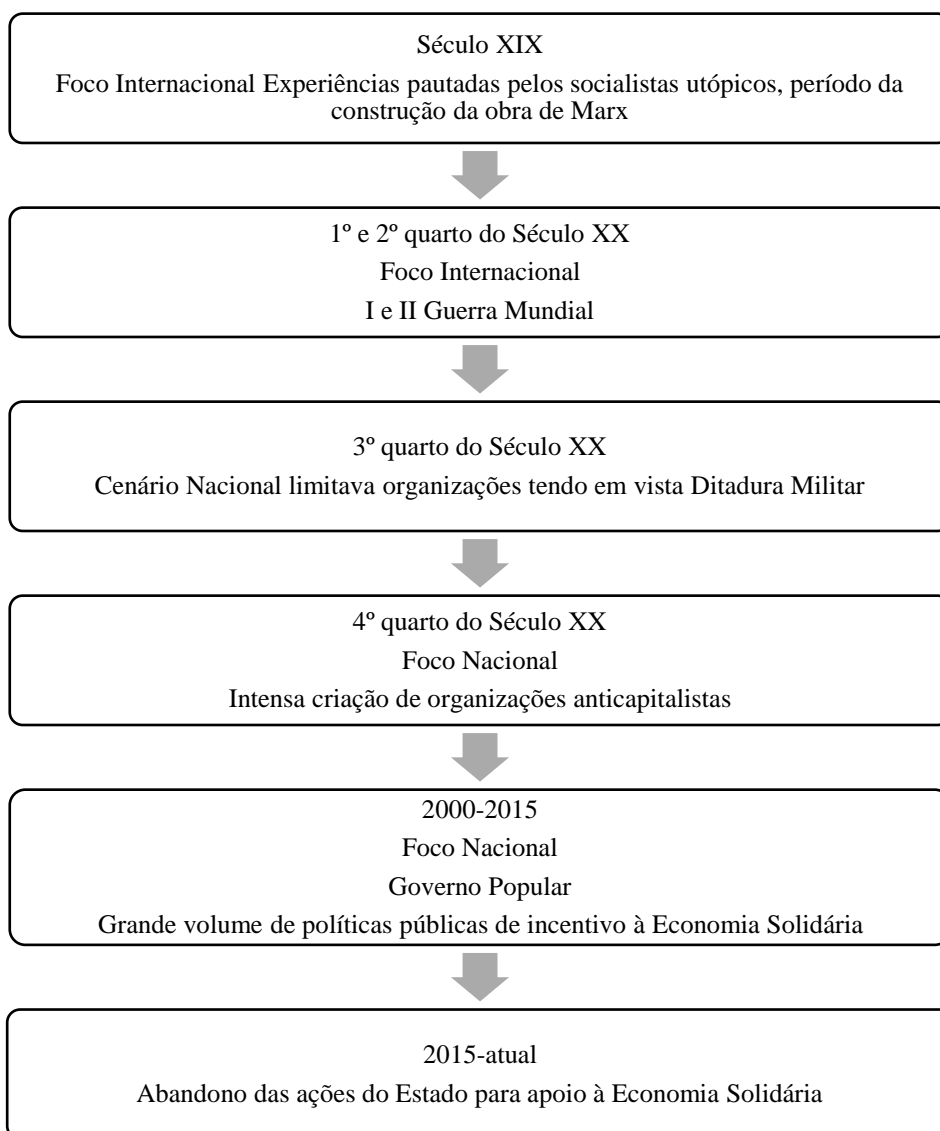 Século XIX
Foco Internacional Experiências pautadas pelos socialistas utópicos, período da
construção da obra de Marx
1º e 2º quarto do Século XX
Foco Internacional
I e II Guerra Mundial
3º quarto do Século XX
Cenário Nacional limitava organizações tendo em vista Ditadura Militar
4º quarto do Século XX
Foco Nacional
Intensa criação de organizações anticapitalistas
2000-2015
Foco Nacional
Governo Popular
Grande volume de políticas públicas de incentivo à Economia Solidária
2015-atual
Abandono das ações do Estado para apoio à Economia Solidária